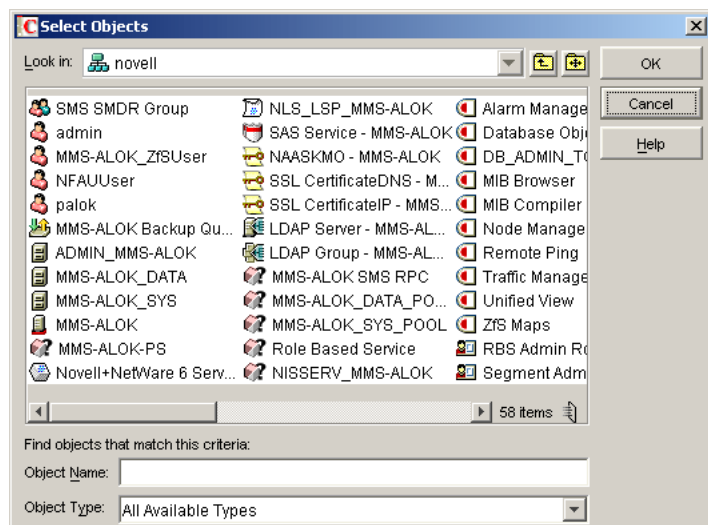 Select Objects
Look in: novell
OK
Cancel
Help
SMS SMDR Group
admin
MMS-ALOK_ZfSUser
NFAUUser
palok
MMS-ALOK Backup Qu...
ADMIN_MMS-ALOK
MMS-ALOK_DATA
MMS-ALOK_SYS
MMS-ALOK
MMS-ALOK-PS
Novell+NetWare 6 Serv...
NLS_LSP_MMS-ALOK
SAS Service - MMS-ALOK
NAASKMO - MMS-ALOK
SSL CertificateDNS - M...
SSL CertificateIP - MMS...
LDAP Server - MMS-AL...
LDAP Group - MMS-AL...
MMS-ALOK SMS RPC
MMS-ALOK_DATA_PO...
MMS-ALOK_SYS_POOL
Role Based Service
NISSERV_MMS-ALOK
Alarm Manage
Database Obj
DB_ADMIN_TO
MIB Browser
MIB Compiler
Node Manage
Remote Ping
Traffic Manage
Unified View
ZfS Maps
RBS Admin Ro
Segment Adm
58 items
Find objects that match this criteria:
Object Name:
Object Type: All Available Types